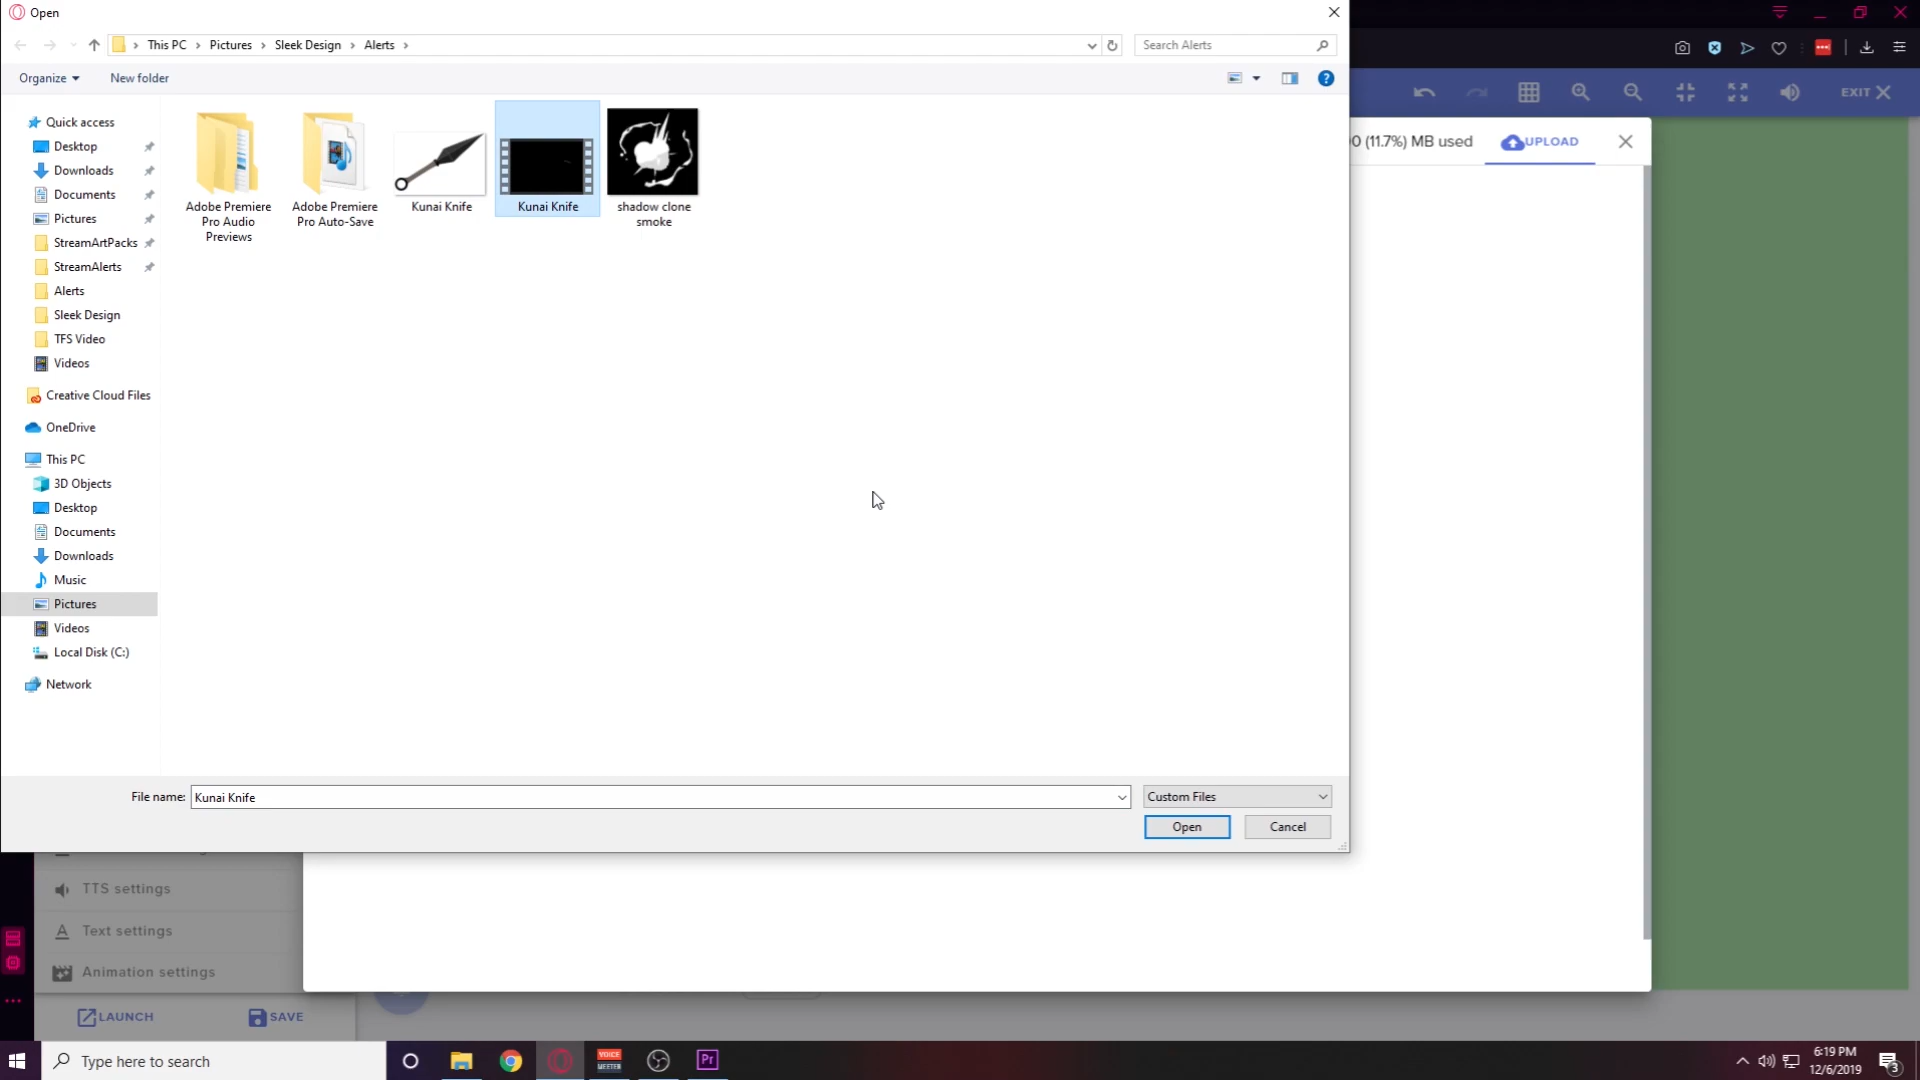 Open
This PC > Pictures > Sleek Design > Alerts >
Search Alerts
Organize
New folder
EXIT
0 (11.7%) MB used
UPLOAD
Quick access
Desktop
Downloads
Documents
Pictures
StreamArtPacks
StreamAlerts
Alerts
Sleek Design
TFS Video
Videos
Creative Cloud Files
OneDrive
This PC
3D Objects
Desktop
Documents
Downloads
Music
Pictures
Videos
Local Disk (C:)
Network
Adobe Premiere
Pro Audio
Previews
Adobe Premiere
Pro Auto-Save
Kunai Knife
Kunai Knife
shadow clone
smoke
File name: Kunai Knife
Custom Files
Open
Cancel
TTS settings
Text settings
Animation settings
LAUNCH
SAVE
Type here to search
VOICE
MEETER
Pr
6:19 PM
12/6/2019
3